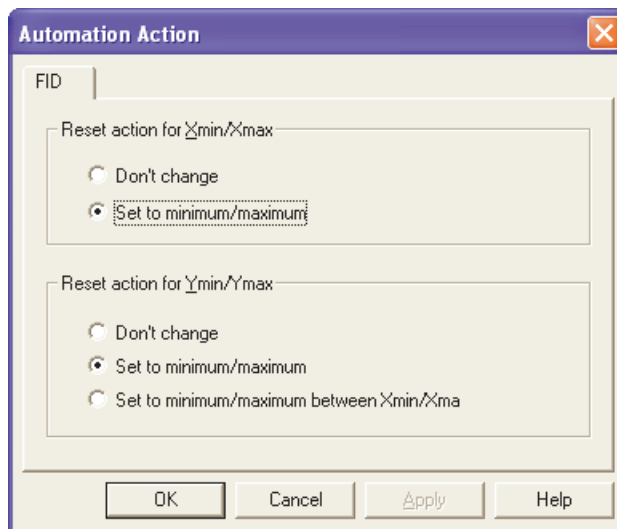 Automation Action
FID
Reset action for Xmin/Xmax
Don't change
Set to minimum/maximum
Reset action for Ymin/Ymax
Don't change
Set to minimum/maximum
Set to minimum/maximum between Xmin/Xma
OK Cancel Apply Help